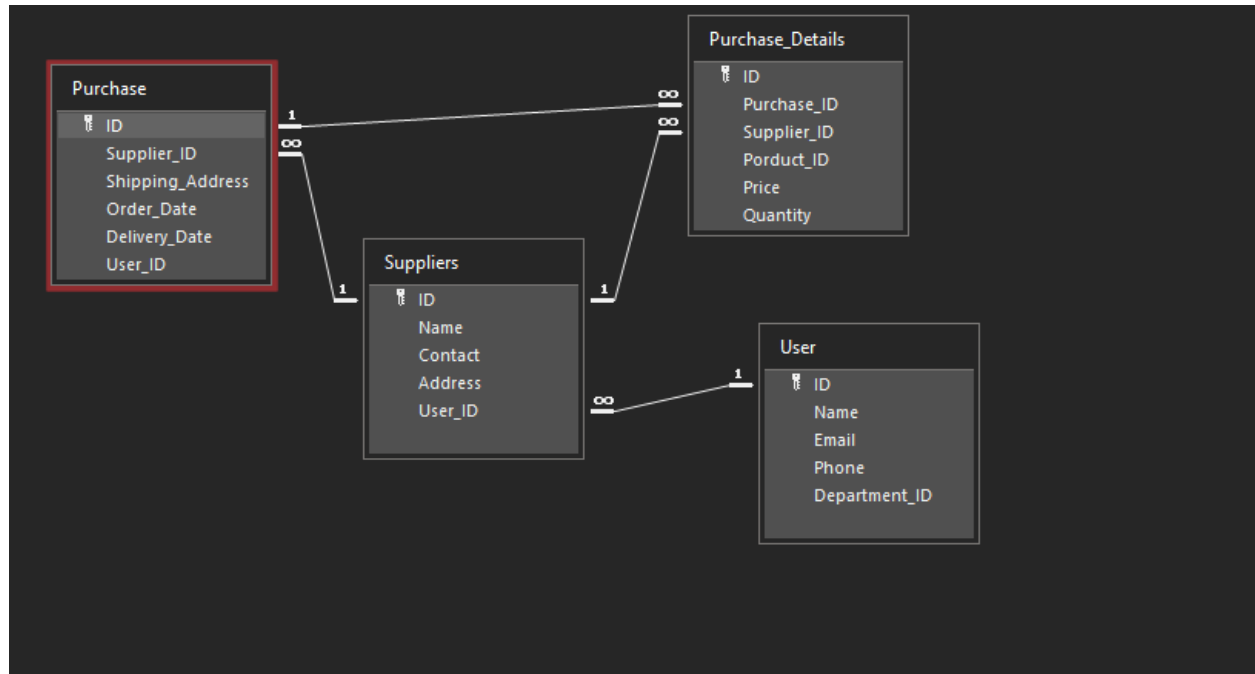 Purchase
ID
Supplier_ID
Shipping_Address
Order_Date
Delivery_Date
User_ID
1
∞
Purchase_Details
ID
Purchase_ID
Supplier_ID
Porduct_ID
Price
Quantity
∞
∞
Suppliers
ID
Name
Contact
Address
User_ID
1
1
∞
User
ID
Name
Email
Phone
Department_ID
1